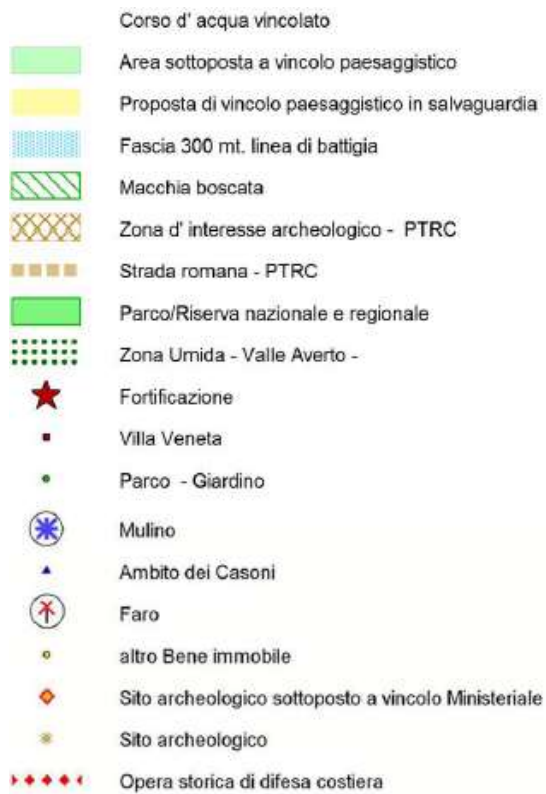 Corso d' acqua vincolato
Area sottoposta a vincolo paesaggistico
Proposta di vincolo paesaggistico in salvaguardia
Fascia 300 mt. linea di battigia
Macchia boscata
Zona d' interesse archeologico - PTRC
Strada romana - PTRC
Parco/Riserva nazionale e regionale
Zona Umida - Valle Averto -
Fortificazione
Villa Veneta
Parco - Giardino
Mulino
Ambito dei Casoni
Faro
altro Bene immobile
Sito archeologico sottoposto a vincolo Ministeriale
Sito archeologico
Opera storica di difesa costiera